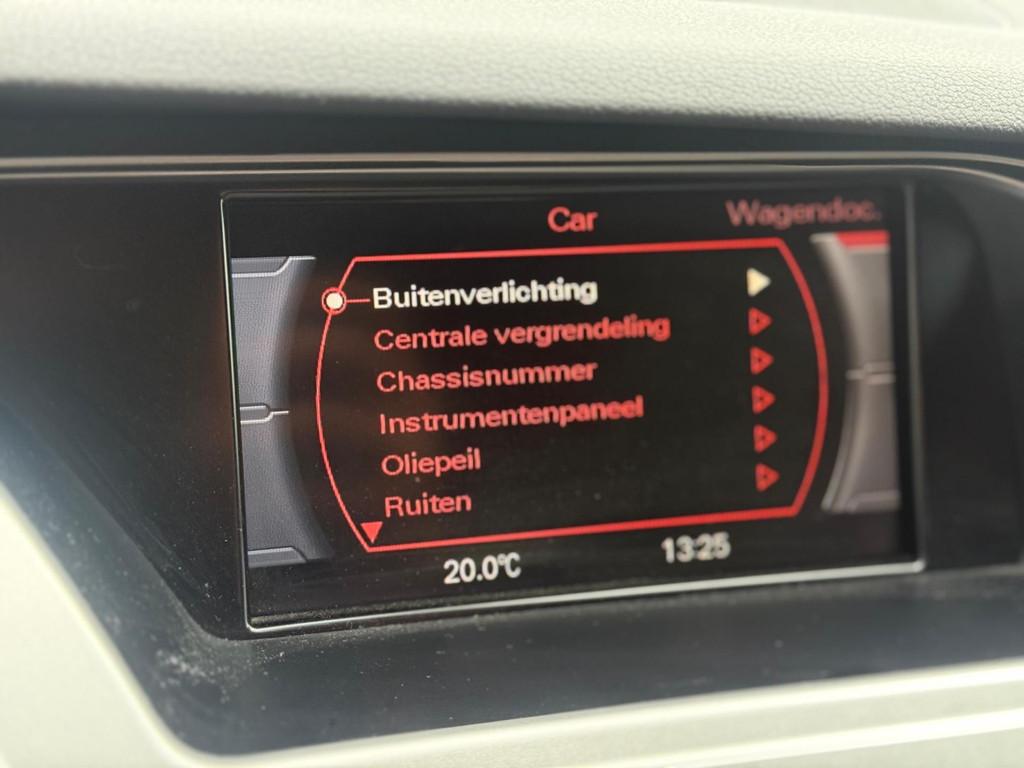 Car
Wagendoc.
Buitenverlichting
Centrale vergrendeling
Chassisnummer
Instrumentenpaneel
Oliepeil
Ruiten
20.0°C
13:25